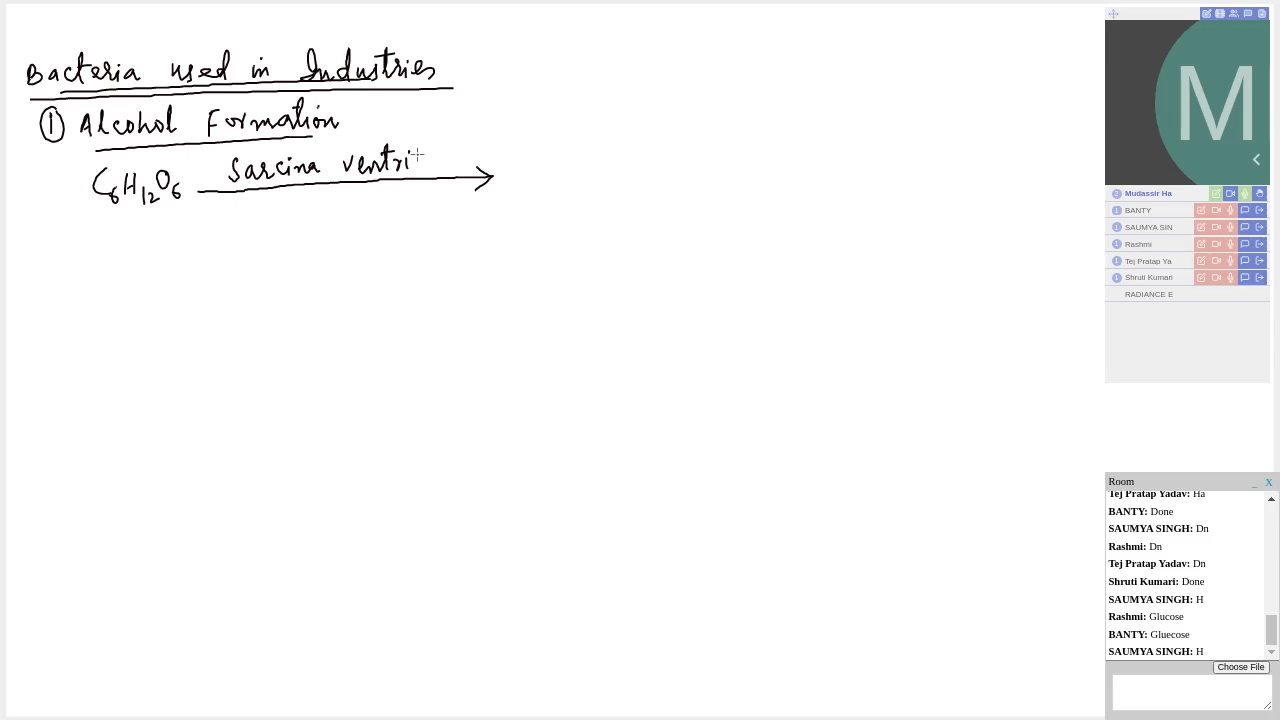 Bacteria used in Industries
① Alcohol Formation
C6H12O6 Sarcina ventri
M
Mudassir Ha
BANTY
SAUMYA SIN
Rashmi
Tej Pratap Ya
Shruti Kumari
RADIANCE E
Room _ X
Tej Pratap Yadav: Ha
BANTY: Done
SAUMYA SINGH: Dn
Rashmi: Dn
Tej Pratap Yadav: Dn
Shruti Kumari: Done
SAUMYA SINGH: H
Rashmi: Glucose
BANTY: Gluecose
SAUMYA SINGH: H
Choose File